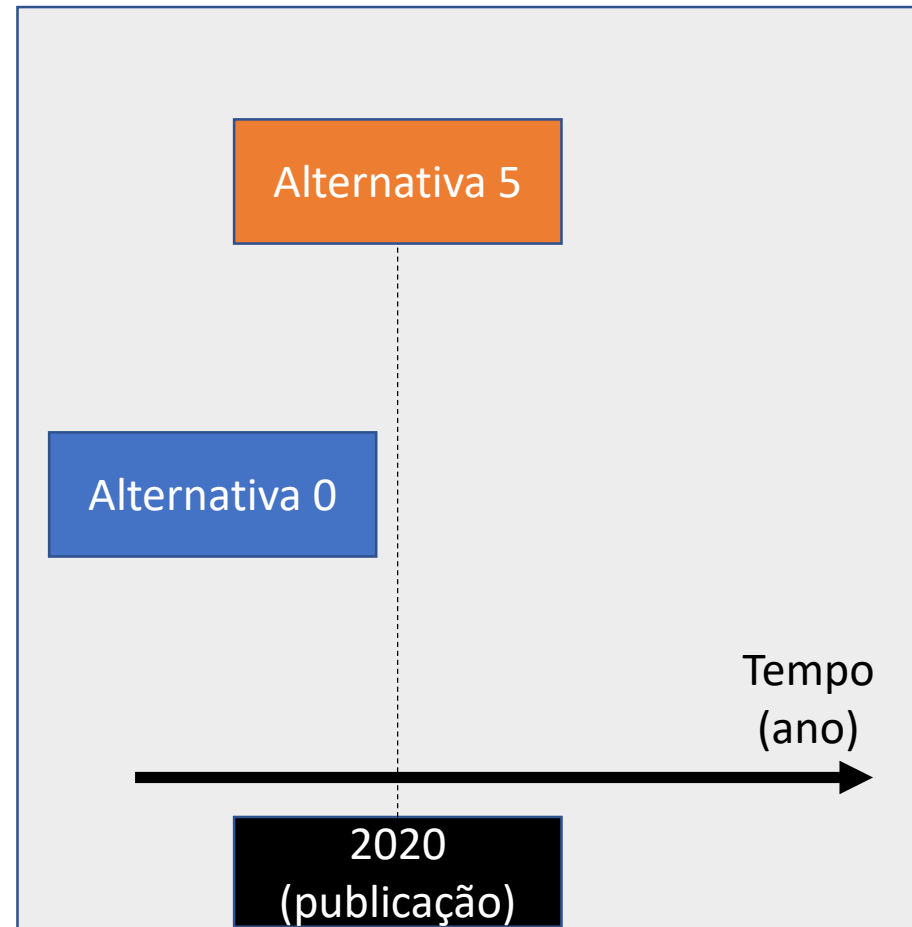 Alternativa 5
Alternativa 0
Tempo
(ano)
2020
(publicação)